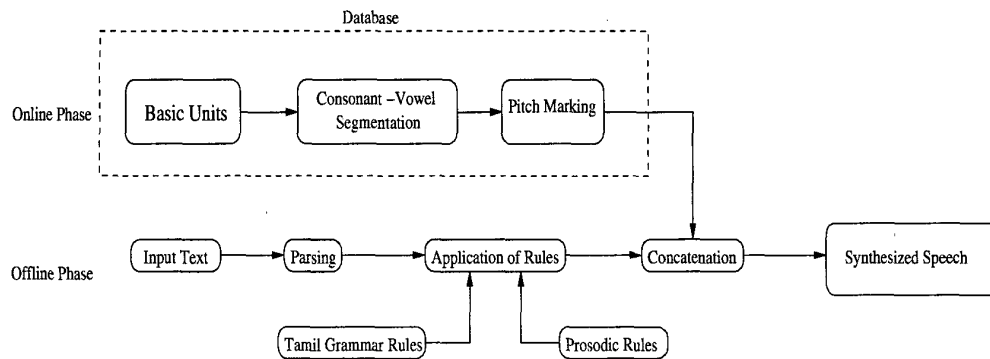 Database
Online Phase
Basic Units
Consonant –Vowel
Segmentation
Pitch Marking
Offline Phase
Input Text
Parsing
Application of Rules
Concatenation
Synthesized Speech
Tamil Grammar Rules
Prosodic Rules